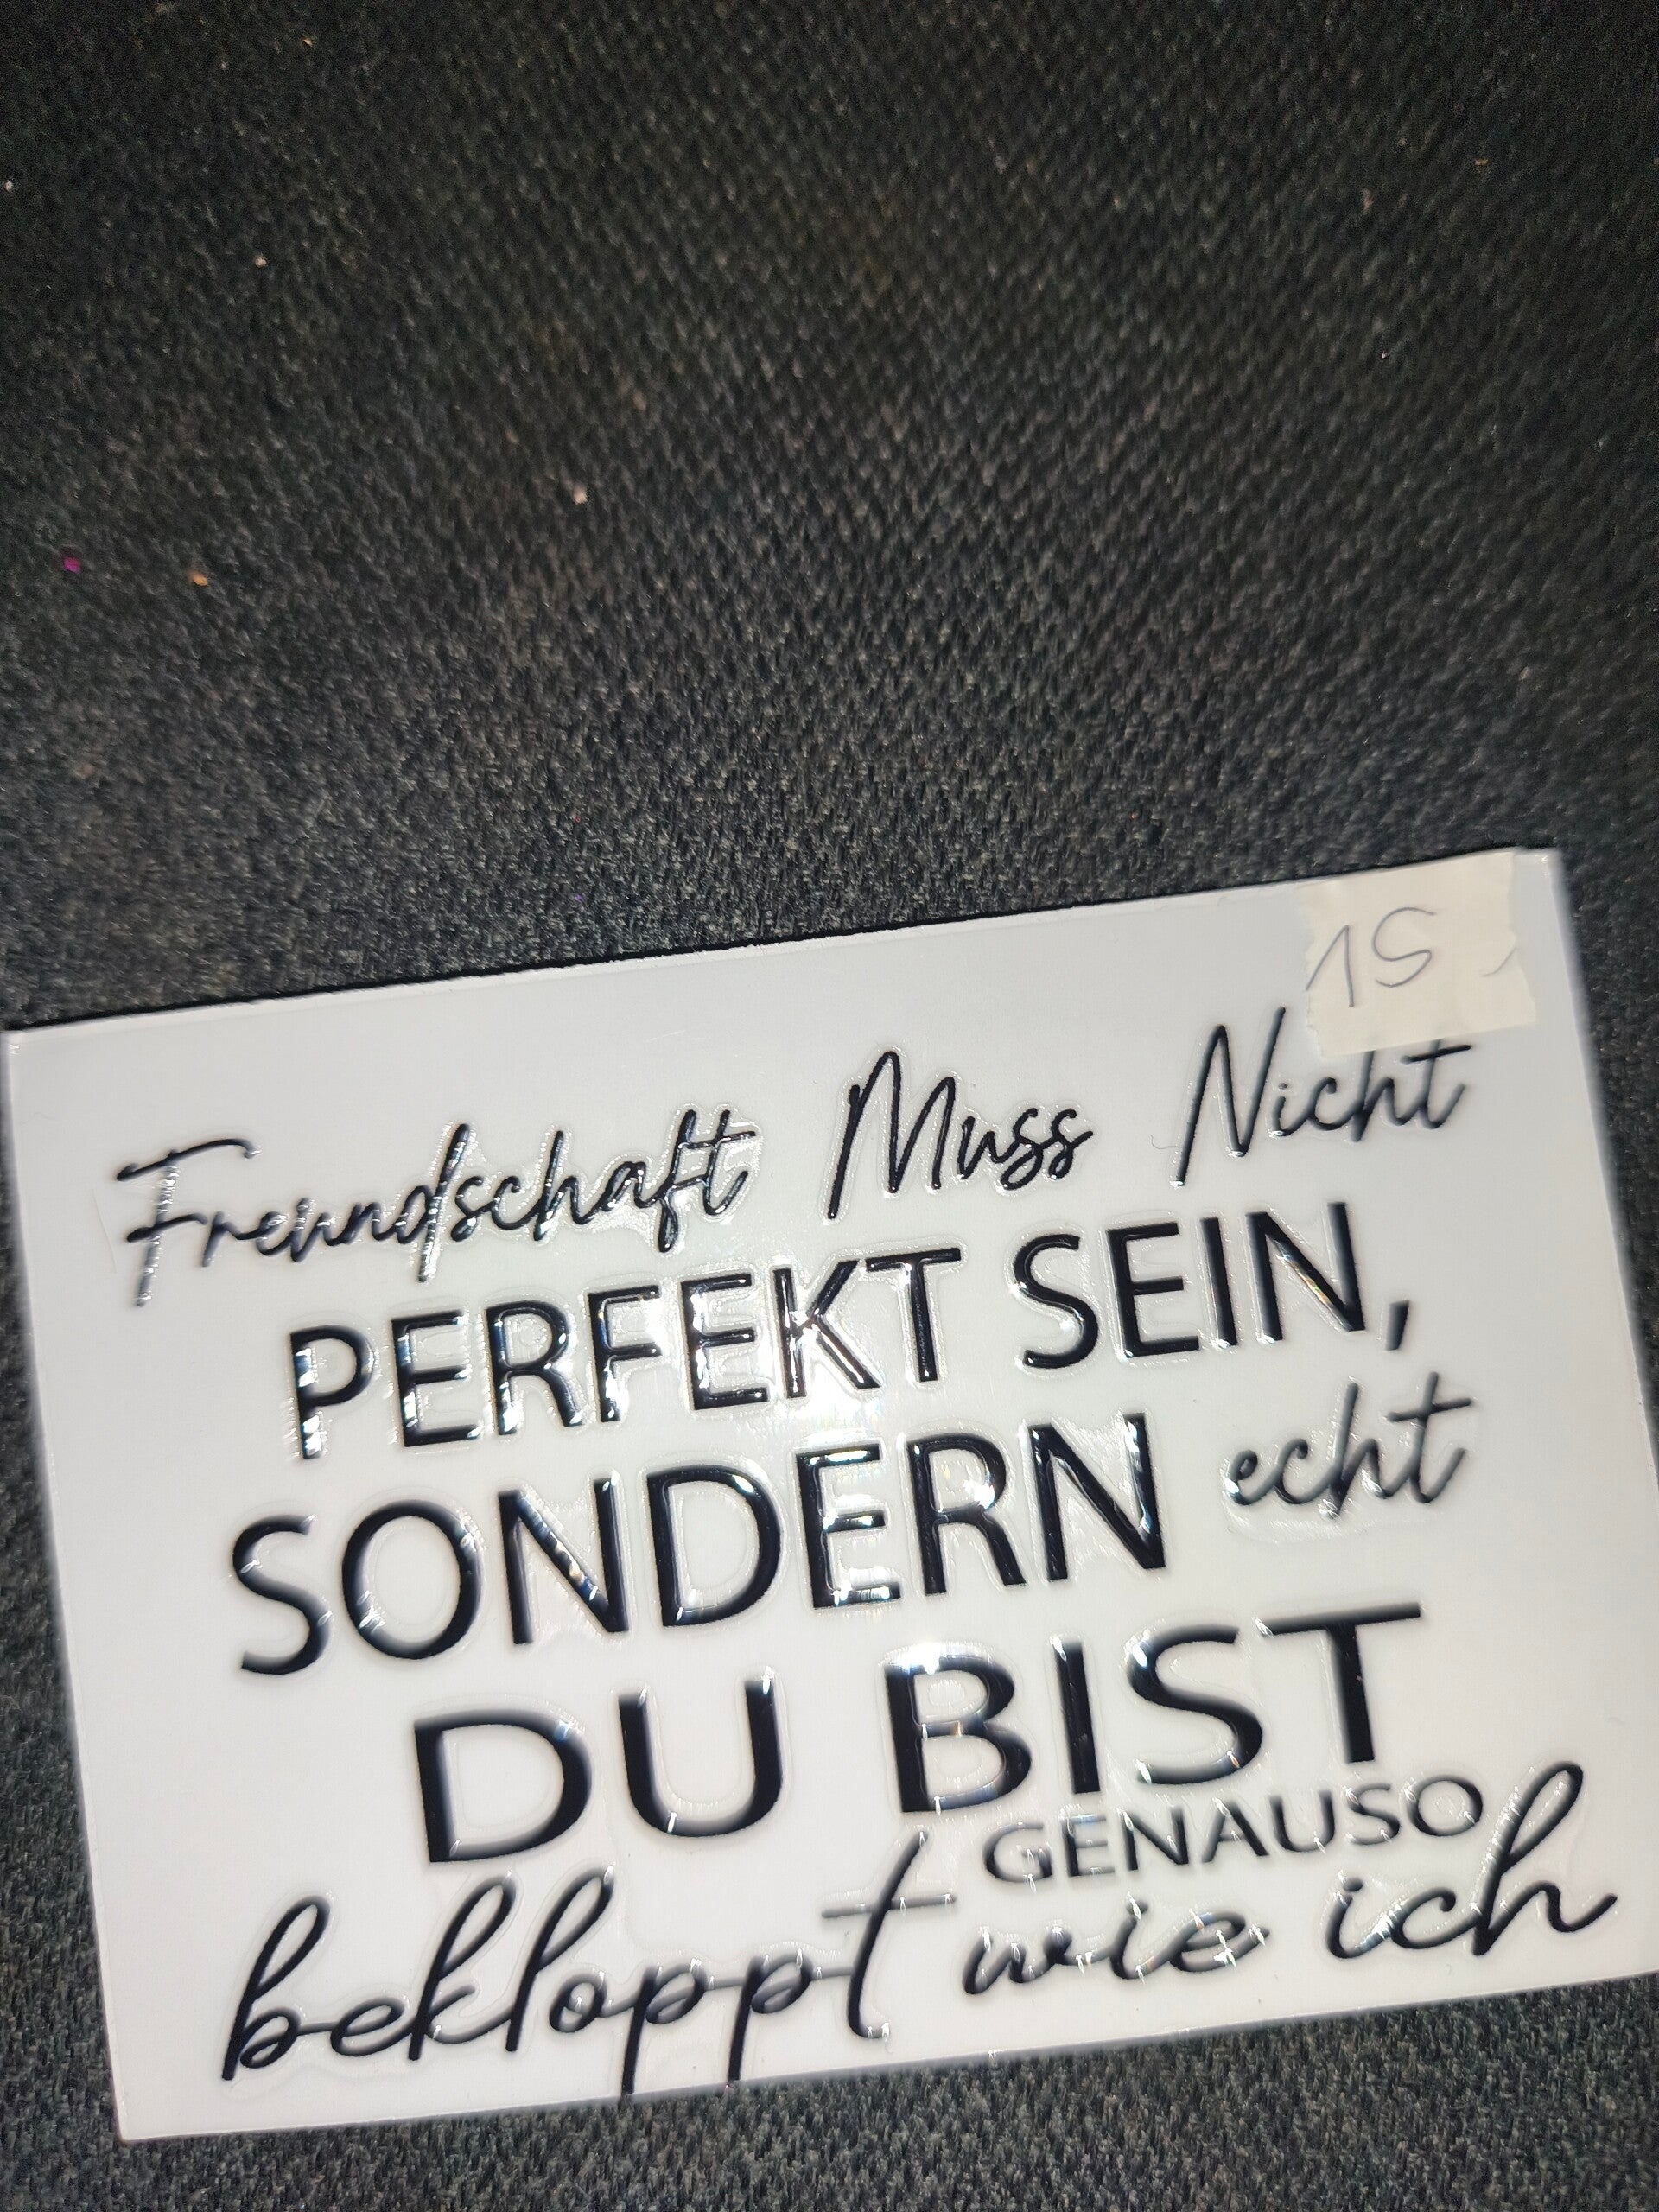 15
Freundschaft Muss Nicht
PERFEKT SEIN,
SONDERN echt
DU BIST
GENAUSO
bekloppt wie ich